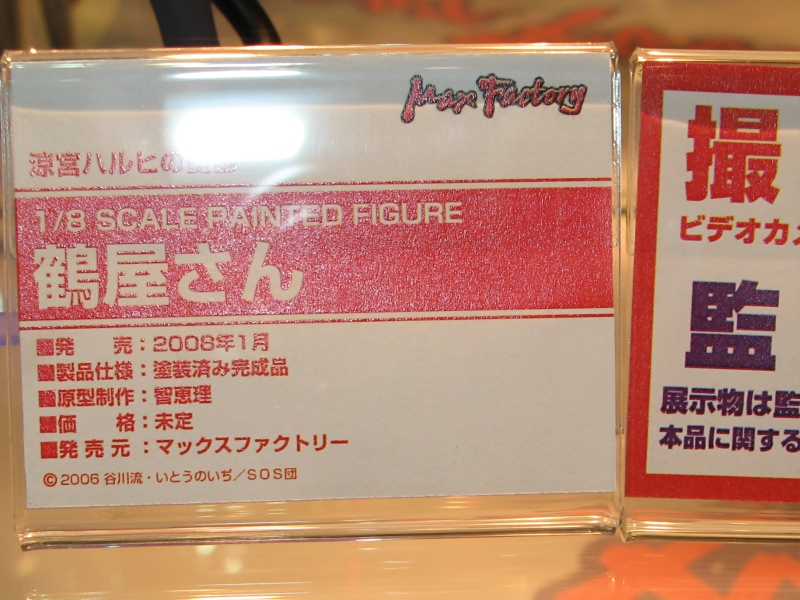 Max Factory
涼宮ハルヒの
1/8 SCALE PAINTED FIGURE
鶴屋さん
■発　売：2008年1月
■製品仕様：塗装済み完成品
■原型制作：智恵理
■価　格：未定
■発売元：マックスファクトリー
©2006 谷川流・いとうのいぢ／SOS団
撮
ビデオカメ
監
展示物は監
本品に関する